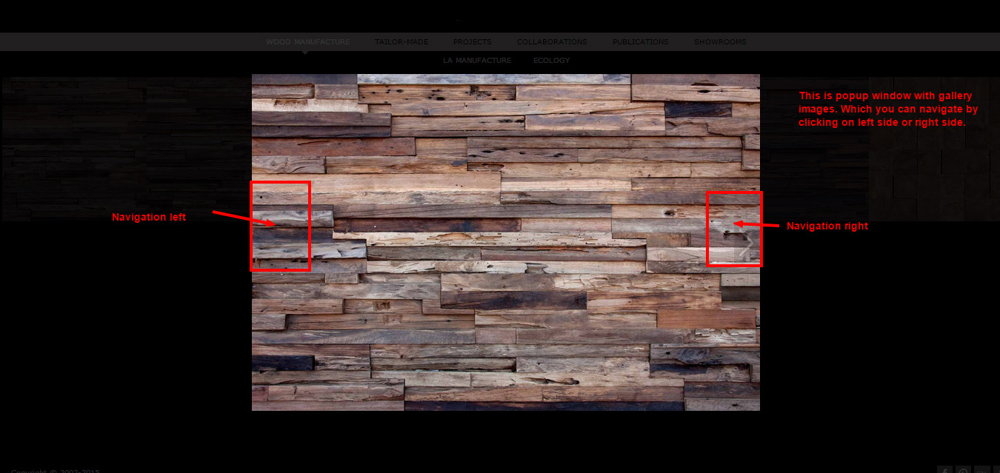 WOOD MANUFACTURE TAILOR-MADE PROJECTS COLLABORATIONS PUBLICATIONS SHOWROOMS
LA MANUFACTURE ECOLOGY
This is popup window with gallery
images. Which you can navigate by
clicking on left side or right side.
Navigation left
Navigation right
Copyright © 2002-2015